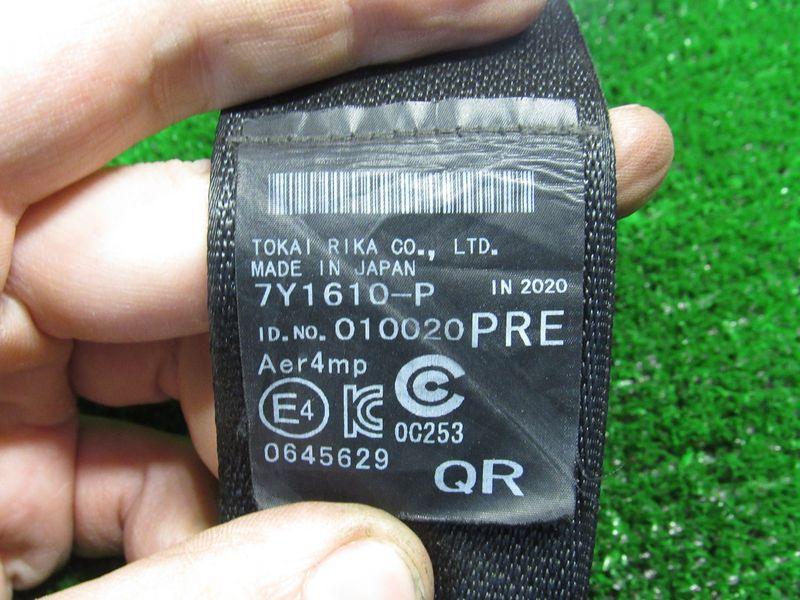 TOKAI RIKA CO., LTD.
MADE IN JAPAN
7Y1610-P IN 2020
ID.NO. 010020 PRE
Aer4mp
E4 KC C
0C253
0645629
QR